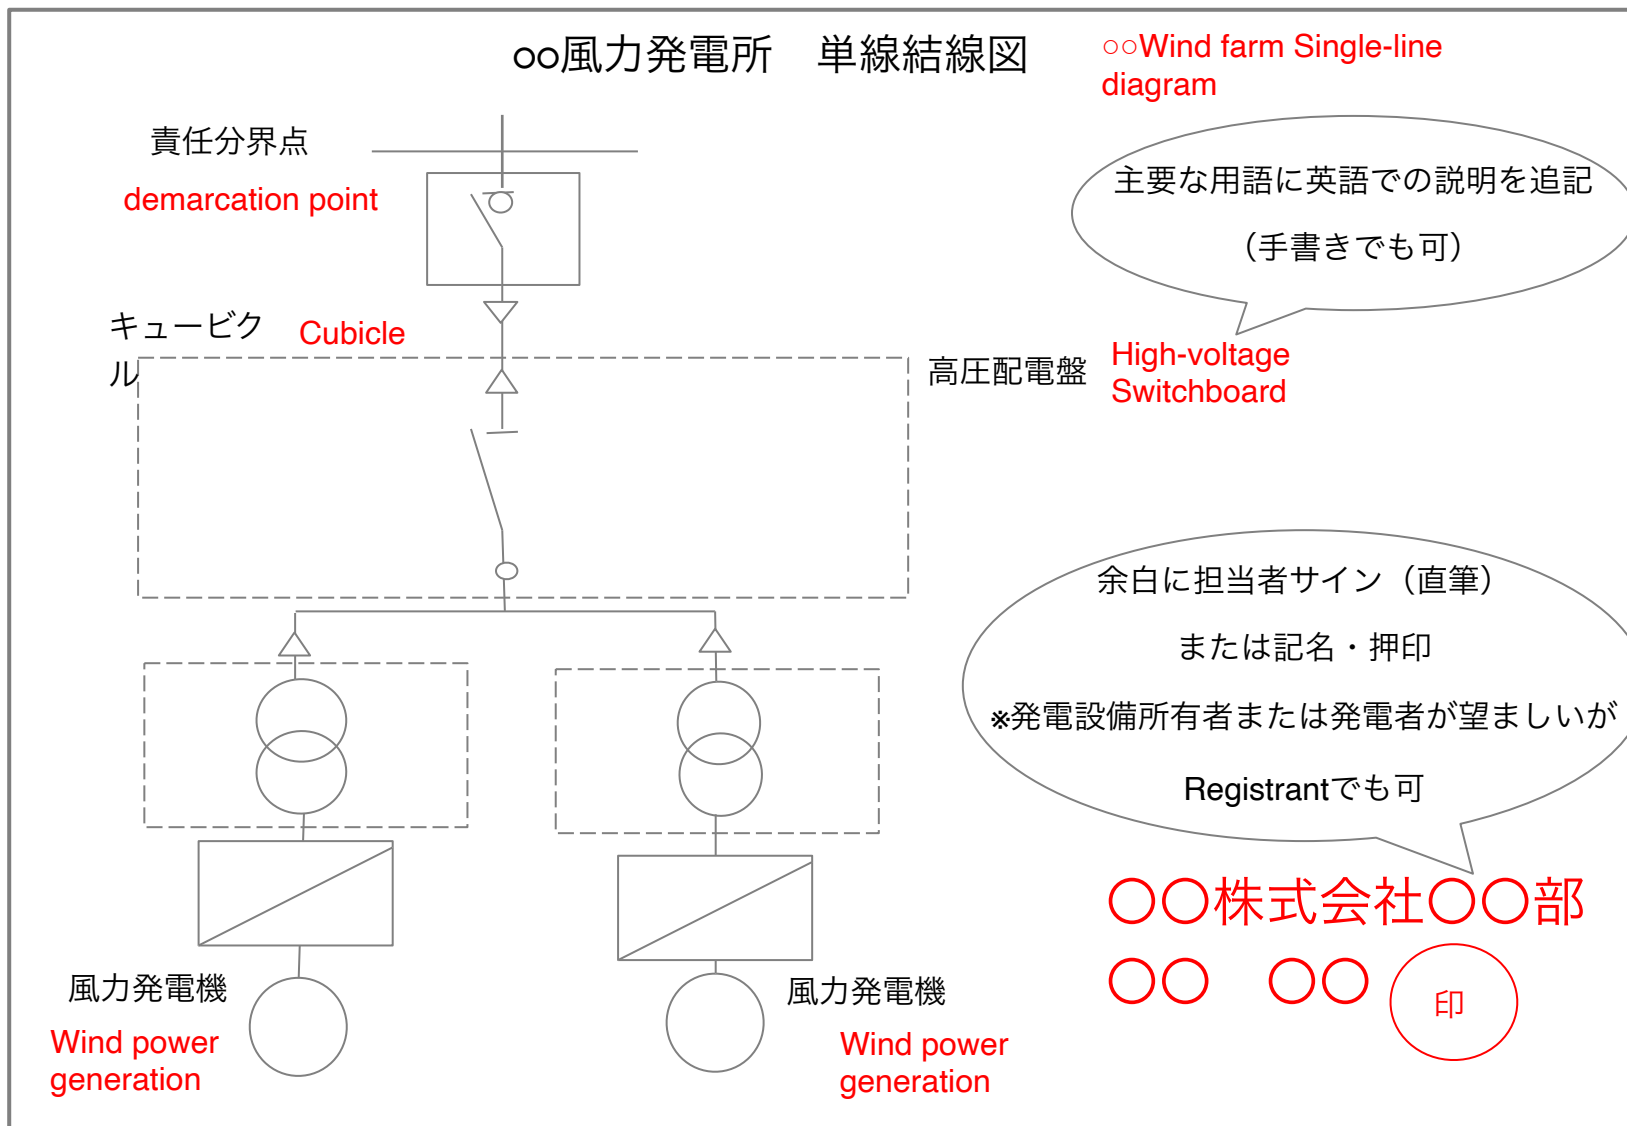 ○○風力発電所　単線結線図
○○Wind farm Single-line
diagram
責任分界点
demarcation point
主要な用語に英語での説明を追記
（手書きでも可）
キュービク
ル
Cubicle
高圧配電盤
High-voltage
Switchboard
余白に担当者サイン（直筆）
または記名・押印
※発電設備所有者または発電者が望ましいが
Registrantでも可
○○株式会社○○部
○○　○○
印
風力発電機
Wind power
generation
風力発電機
Wind power
generation